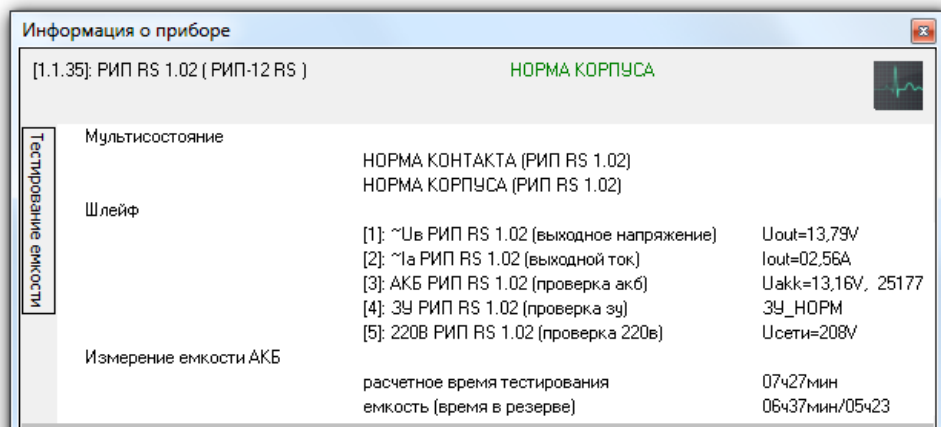 Информация о приборе
[1.1.35]: РИП RS 1.02 ( РИП-12 RS ) НОРМА КОРПУСА
Тестирование емкости
Мультисостояние
НОРМА КОНТАКТА (РИП RS 1.02)
НОРМА КОРПУСА (РИП RS 1.02)
Шлейф
[1]: ~Uв РИП RS 1.02 (выходное напряжение) Uout=13,79V
[2]: ~Ia РИП RS 1.02 (выходной ток) Iout=02,56A
[3]: АКБ РИП RS 1.02 (проверка акб) Uakk=13,16V, 25177
[4]: ЗУ РИП RS 1.02 (проверка зу) ЗУ_НОРМ
[5]: 220В РИП RS 1.02 (проверка 220в) Uсети=208V
Измерение емкости АКБ
расчетное время тестирования 07ч27мин
емкость (время в резерве) 06ч37мин/05ч23